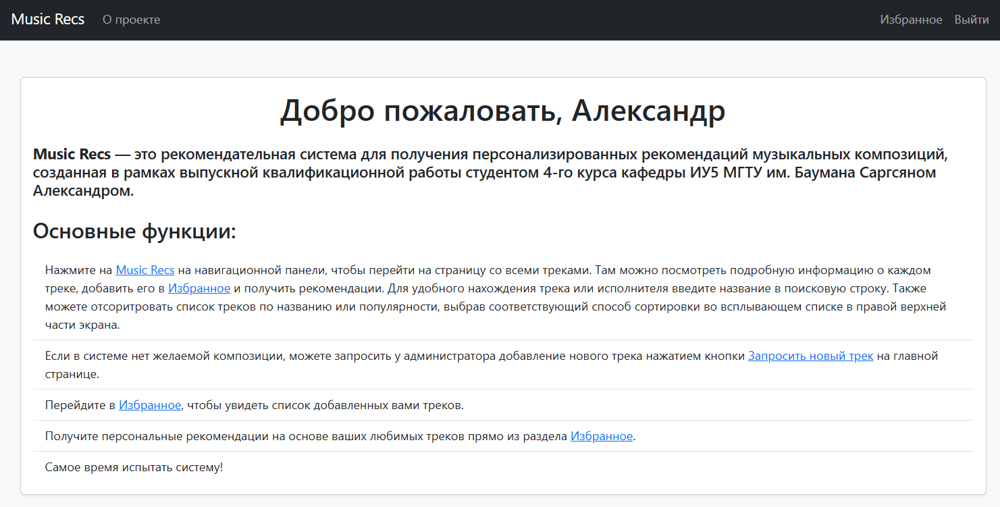 Music Recs О проекте Избранное Выйти
Добро пожаловать, Александр
Music Recs — это рекомендательная система для получения персонализированных рекомендаций музыкальных композиций,
созданная в рамках выпускной квалификационной работы студентом 4-го курса кафедры ИУ5 МГТУ им. Баумана Саргсяном
Александром.
Основные функции:
Нажмите на Music Recs на навигационной панели, чтобы перейти на страницу со всеми треками. Там можно посмотреть подробную информацию о каждом
треке, добавить его в Избранное и получить рекомендации. Для удобного нахождения трека или исполнителя введите название в поисковую строку. Также
можете отсоритровать список треков по названию или популярности, выбрав соответствующий способ сортировки во всплывающем списке в правой верхней
части экрана.
Если в системе нет желаемой композиции, можете запросить у администратора добавление нового трека нажатием кнопки Запросить новый трек на главной
странице.
Перейдите в Избранное, чтобы увидеть список добавленных вами треков.
Получите персональные рекомендации на основе ваших любимых треков прямо из раздела Избранное.
Самое время испытать систему!